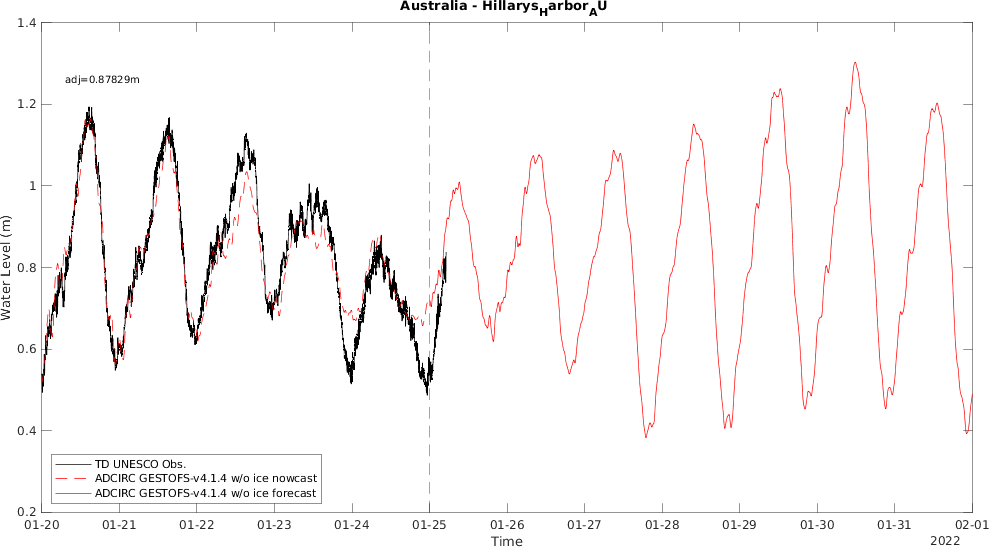 Australia - HillarysHarborAU
adj=0.87829m
Water Level (m)
1.4
1.2
1
0.8
0.6
0.4
0.2
TD UNESCO Obs.
ADCIRC GESTOFS-v4.1.4 w/o ice nowcast
ADCIRC GESTOFS-v4.1.4 w/o ice forecast
01-20 01-21 01-22 01-23 01-24 01-25 01-26 01-27 01-28 01-29 01-30 01-31 02-01
Time
2022